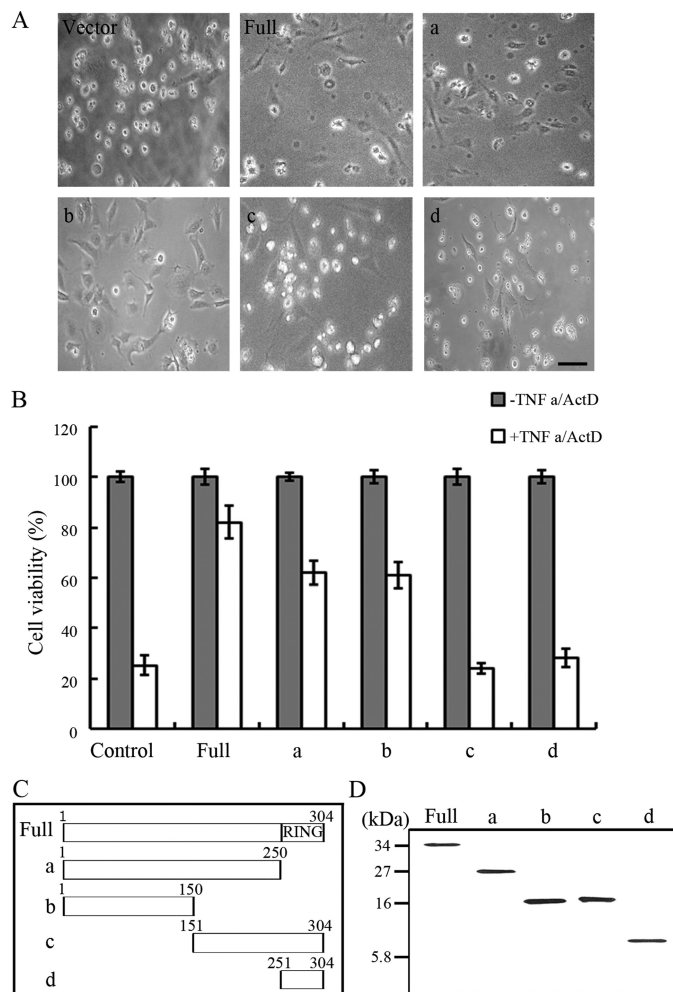 A
Vector
Full
a
b
c
d
B
-TNF a/ActD
+TNF a/ActD
Cell viability (%)
120
100
80
60
40
20
0
Control Full a b c d
C
1 304
Full RING
1 250
a
1 150
b
151 304
c
251 304
d
D
(kDa) Full a b c d
34
27
16
5.8